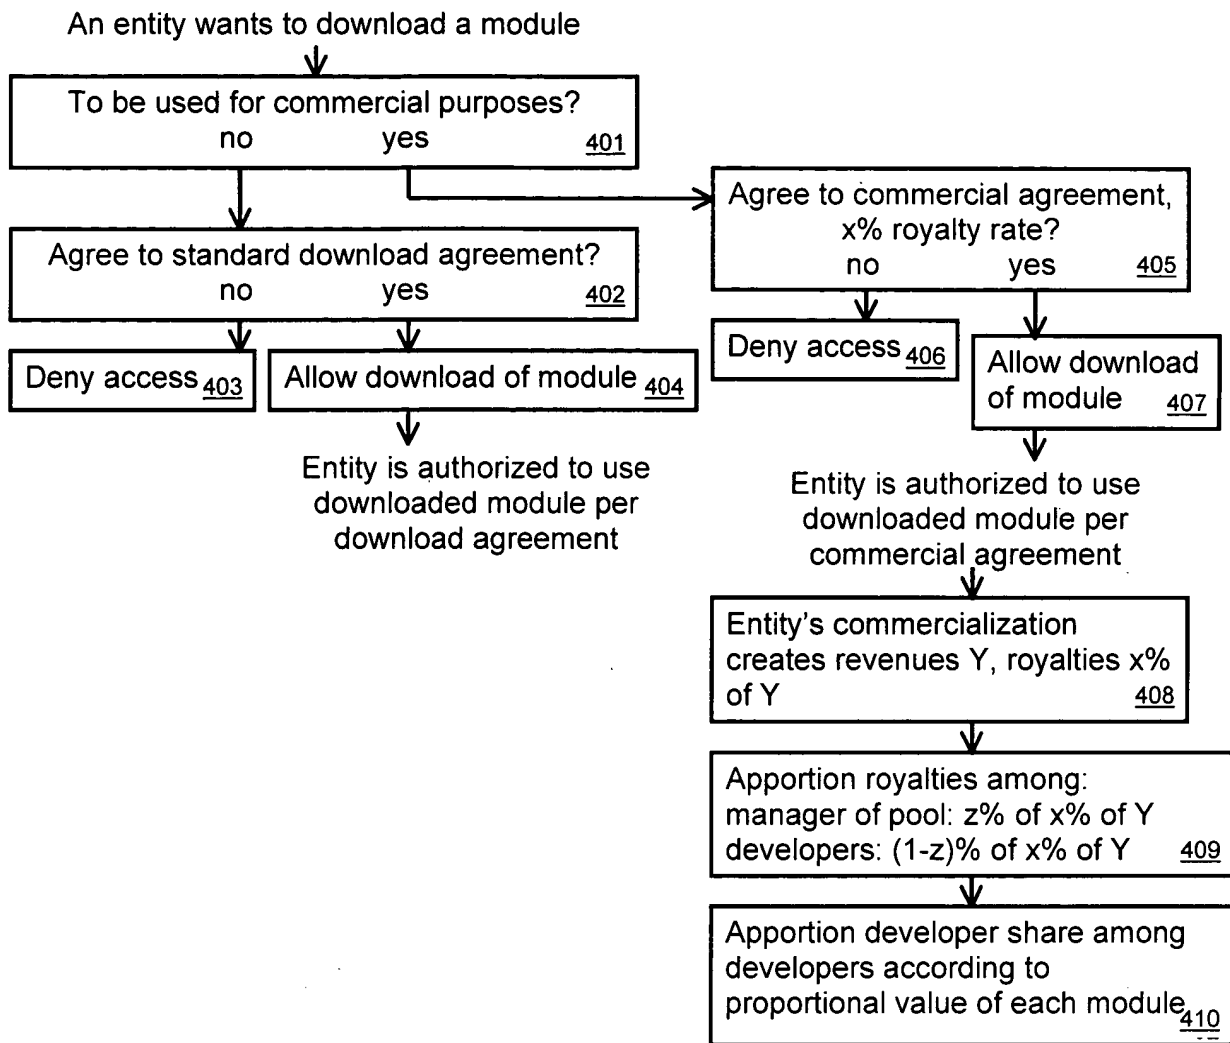 An entity wants to download a module
To be used for commercial purposes?
no yes 401
Agree to standard download agreement?
no yes 402
Deny access 403
Allow download of module 404
Entity is authorized to use
downloaded module per
download agreement
Agree to commercial agreement,
x% royalty rate?
no yes 405
Deny access 406
Allow download
of module 407
Entity is authorized to use
downloaded module per
commercial agreement
Entity's commercialization
creates revenues Y, royalties x%
of Y 408
Apportion royalties among:
manager of pool: z% of x% of Y
developers: (1-z)% of x% of Y 409
Apportion developer share among
developers according to
proportional value of each module 410